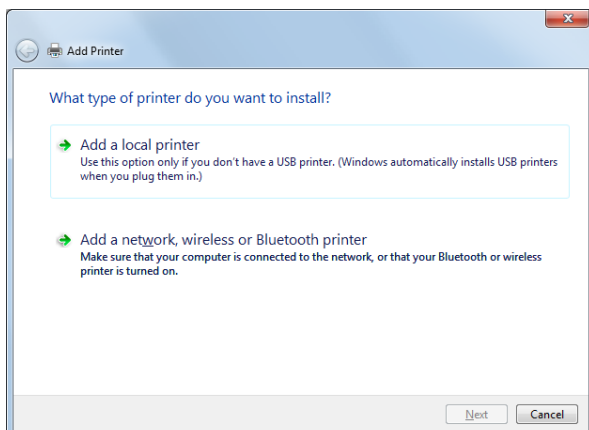 Add Printer
What type of printer do you want to install?
Add a local printer
Use this option only if you don't have a USB printer. (Windows automatically installs USB printers
when you plug them in.)
Add a network, wireless or Bluetooth printer
Make sure that your computer is connected to the network, or that your Bluetooth or wireless
printer is turned on.
Next Cancel